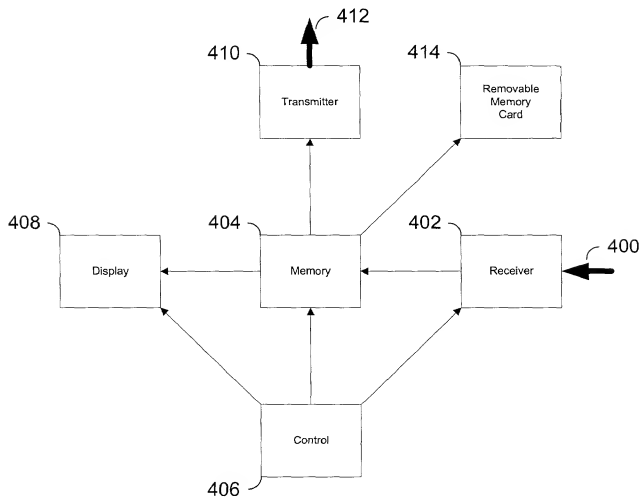 412
410
414
Transmitter
Removable
Memory
Card
408
404
402
400
Display
Memory
Receiver
Control
406